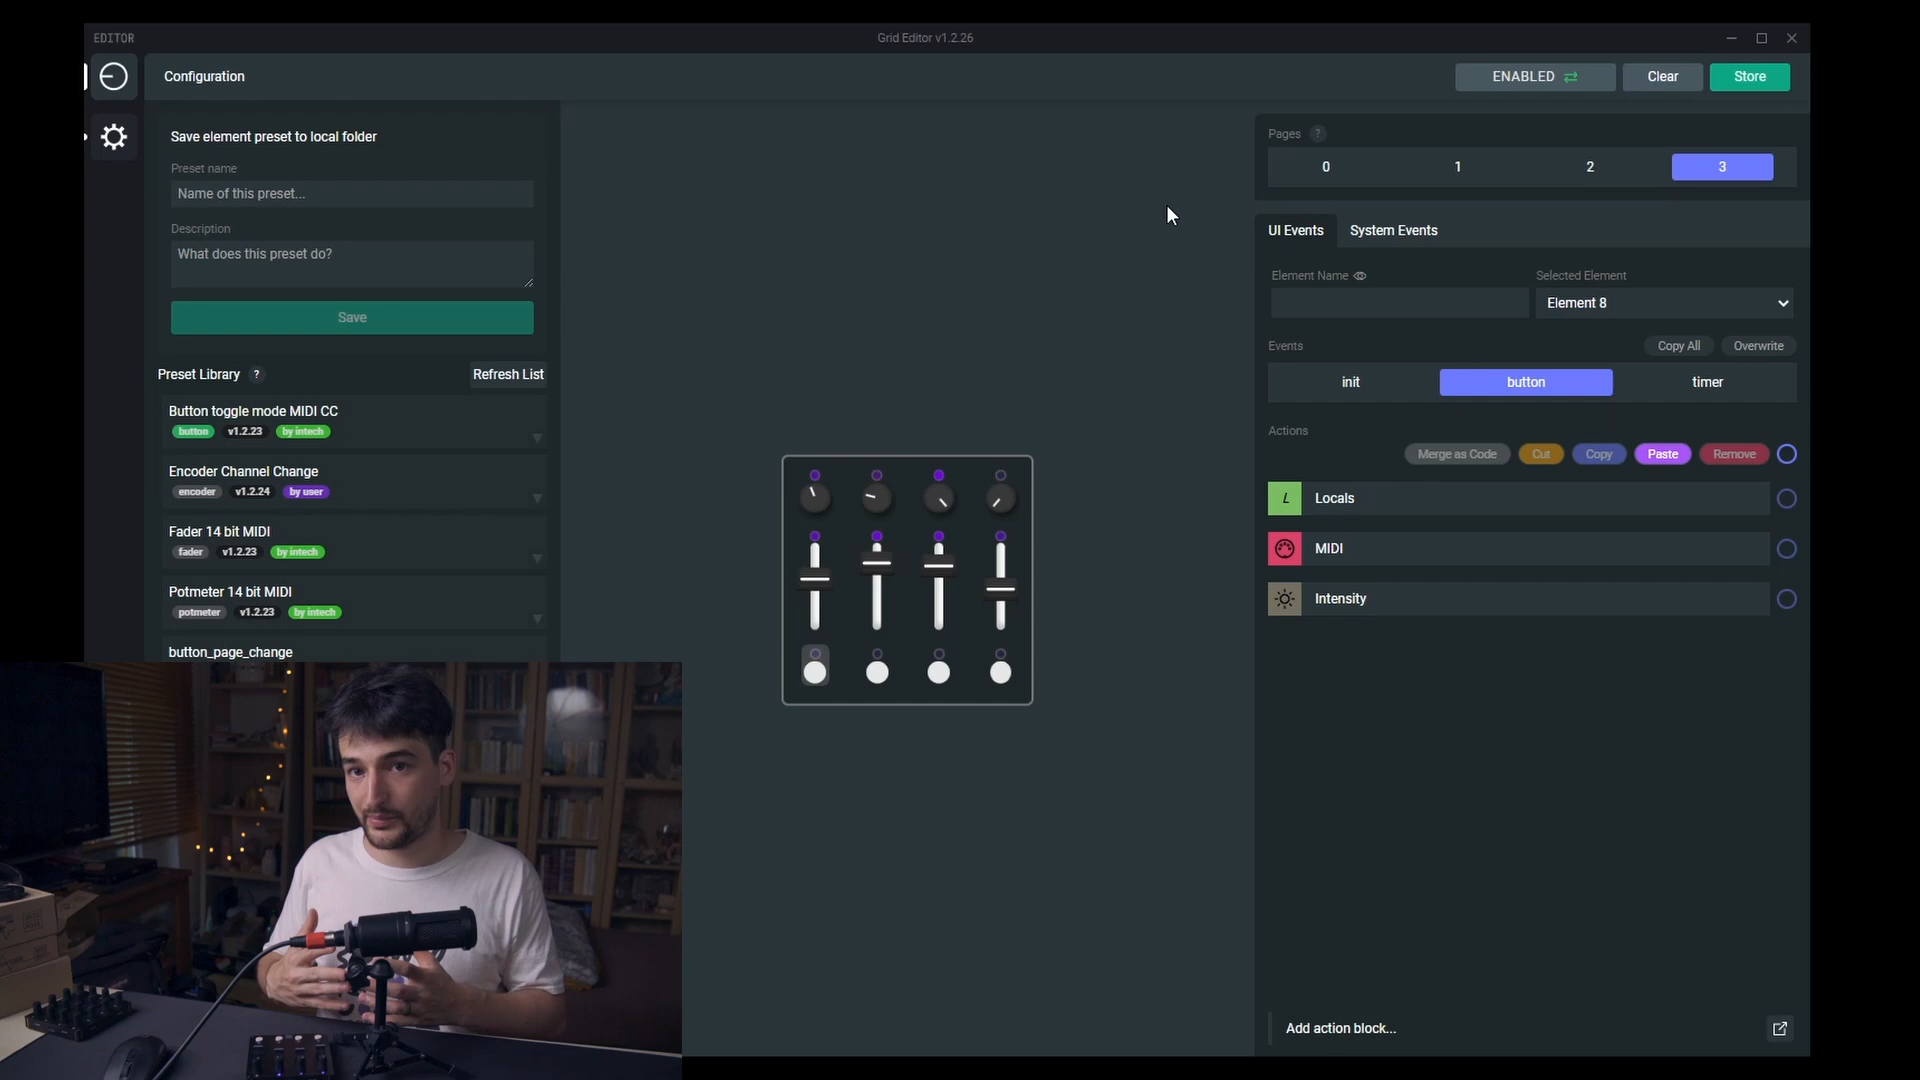 EDITOR
Grid Editor v1.2.26
Configuration
ENABLED
Clear
Store
Save element preset to local folder
Preset name
Name of this preset...
Description
What does this preset do?
Save
Preset Library ?
Refresh List
Button toggle mode MIDI CC
button v1.2.23 by intech
Encoder Channel Change
encoder v1.2.24 by user
Fader 14 bit MIDI
fader v1.2.23 by intech
Potmeter 14 bit MIDI
potmeter v1.2.23 by intech
button_page_change
Pages ?
0 1 2 3
UI Events
System Events
Element Name
Selected Element
Element 8
Events
Copy All
Overwrite
init
button
timer
Actions
Merge as Code
Cut
Copy
Paste
Remove
L Locals
MIDI
Intensity
Add action block...